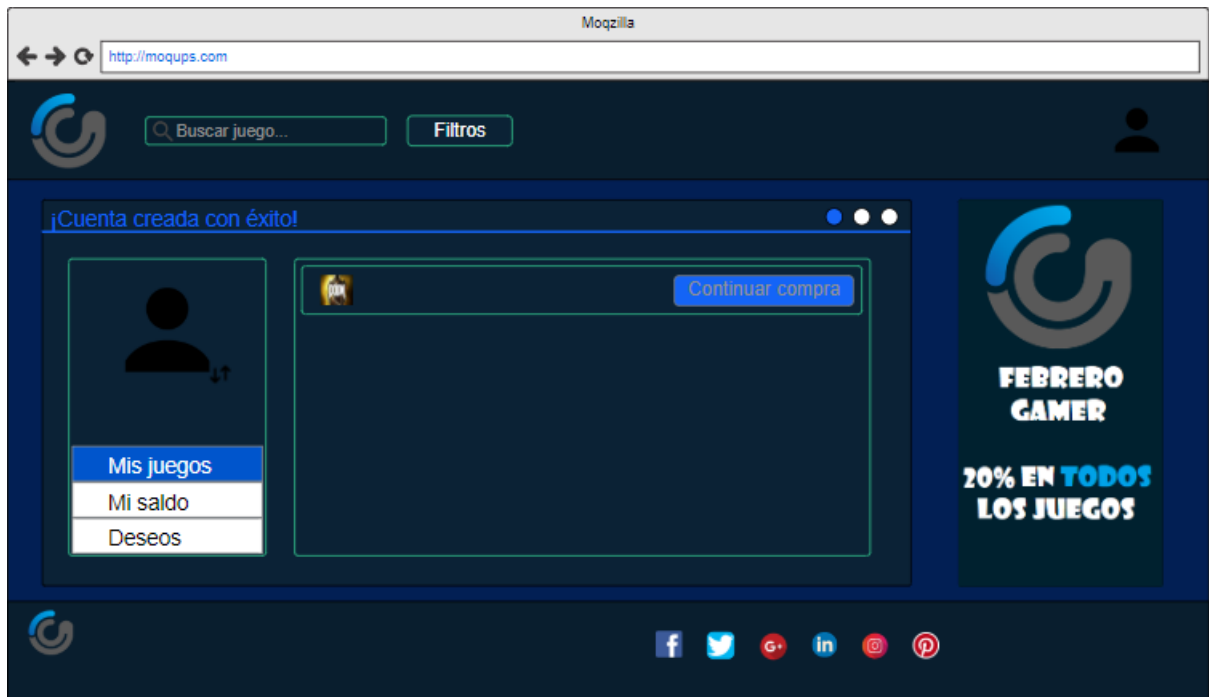 Moqzilla
http://moqups.com
Buscar juego...
Filtros
¡Cuenta creada con éxito!
Continuar compra
Mis juegos
Mi saldo
Deseos
FEBRERO
GAMER
20% EN TODOS
LOS JUEGOS